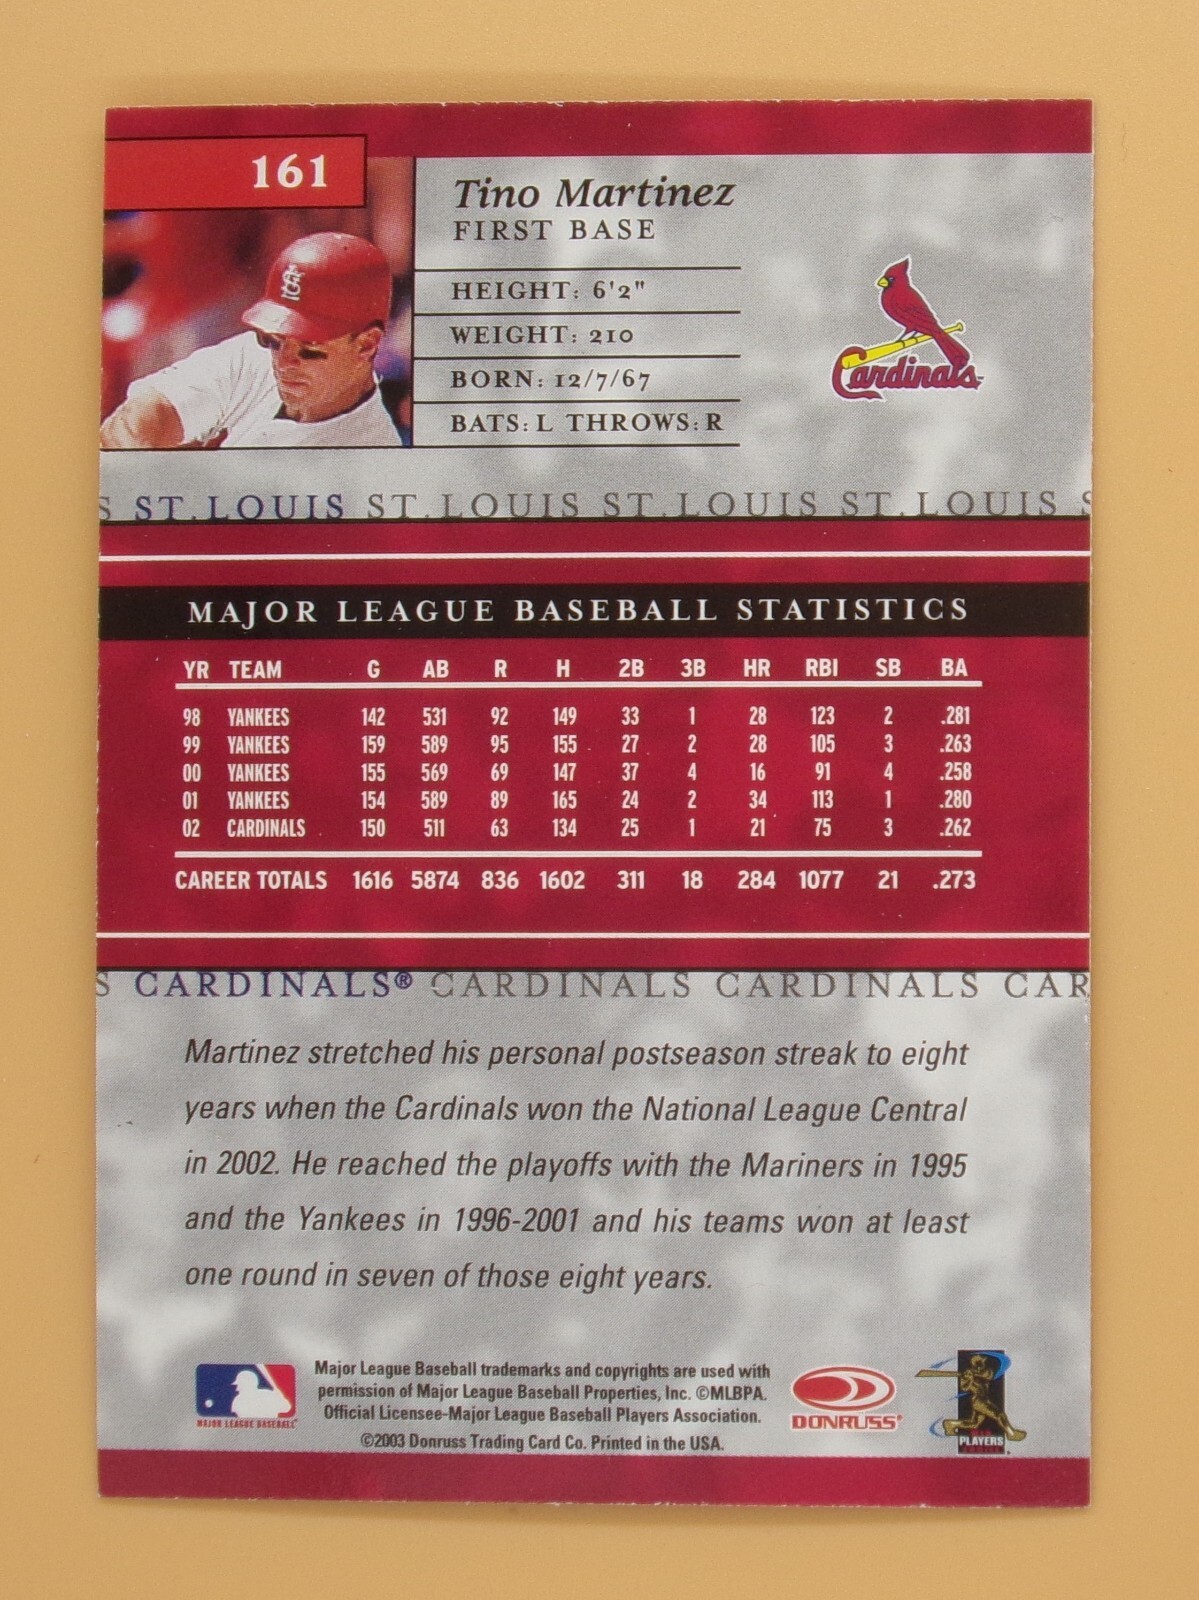 161
Tino Martinez
FIRST BASE
HEIGHT: 6'2"
WEIGHT: 210
BORN: 12/7/67
BATS: L THROWS: R
Cardinals
S ST. LOUIS ST. LOUIS ST. LOUIS ST. LOUIS S
MAJOR LEAGUE BASEBALL STATISTICS
YR TEAM G AB R H 2B 3B HR RBI SB BA
98 YANKEES 142 531 92 149 33 1 28 123 2 .281
99 YANKEES 159 589 95 155 27 2 28 105 3 .263
00 YANKEES 155 569 69 147 37 4 16 91 4 .258
01 YANKEES 154 589 89 165 24 2 34 113 1 .280
02 CARDINALS 150 511 63 134 25 1 21 75 3 .262
CAREER TOTALS 1616 5874 836 1602 311 18 284 1077 21 .273
S CARDINALS® CARDINALS CARDINALS CAR
Martinez stretched his personal postseason streak to eight
years when the Cardinals won the National League Central
in 2002. He reached the playoffs with the Mariners in 1995
and the Yankees in 1996-2001 and his teams won at least
one round in seven of those eight years.
MAJOR LEAGUE BASEBALL
Major League Baseball trademarks and copyrights are used with
permission of Major League Baseball Properties, Inc. ©MLBPA.
Official Licensee-Major League Baseball Players Association.
©2003 Donruss Trading Card Co. Printed in the USA.
DONRUSS
PLAYERS